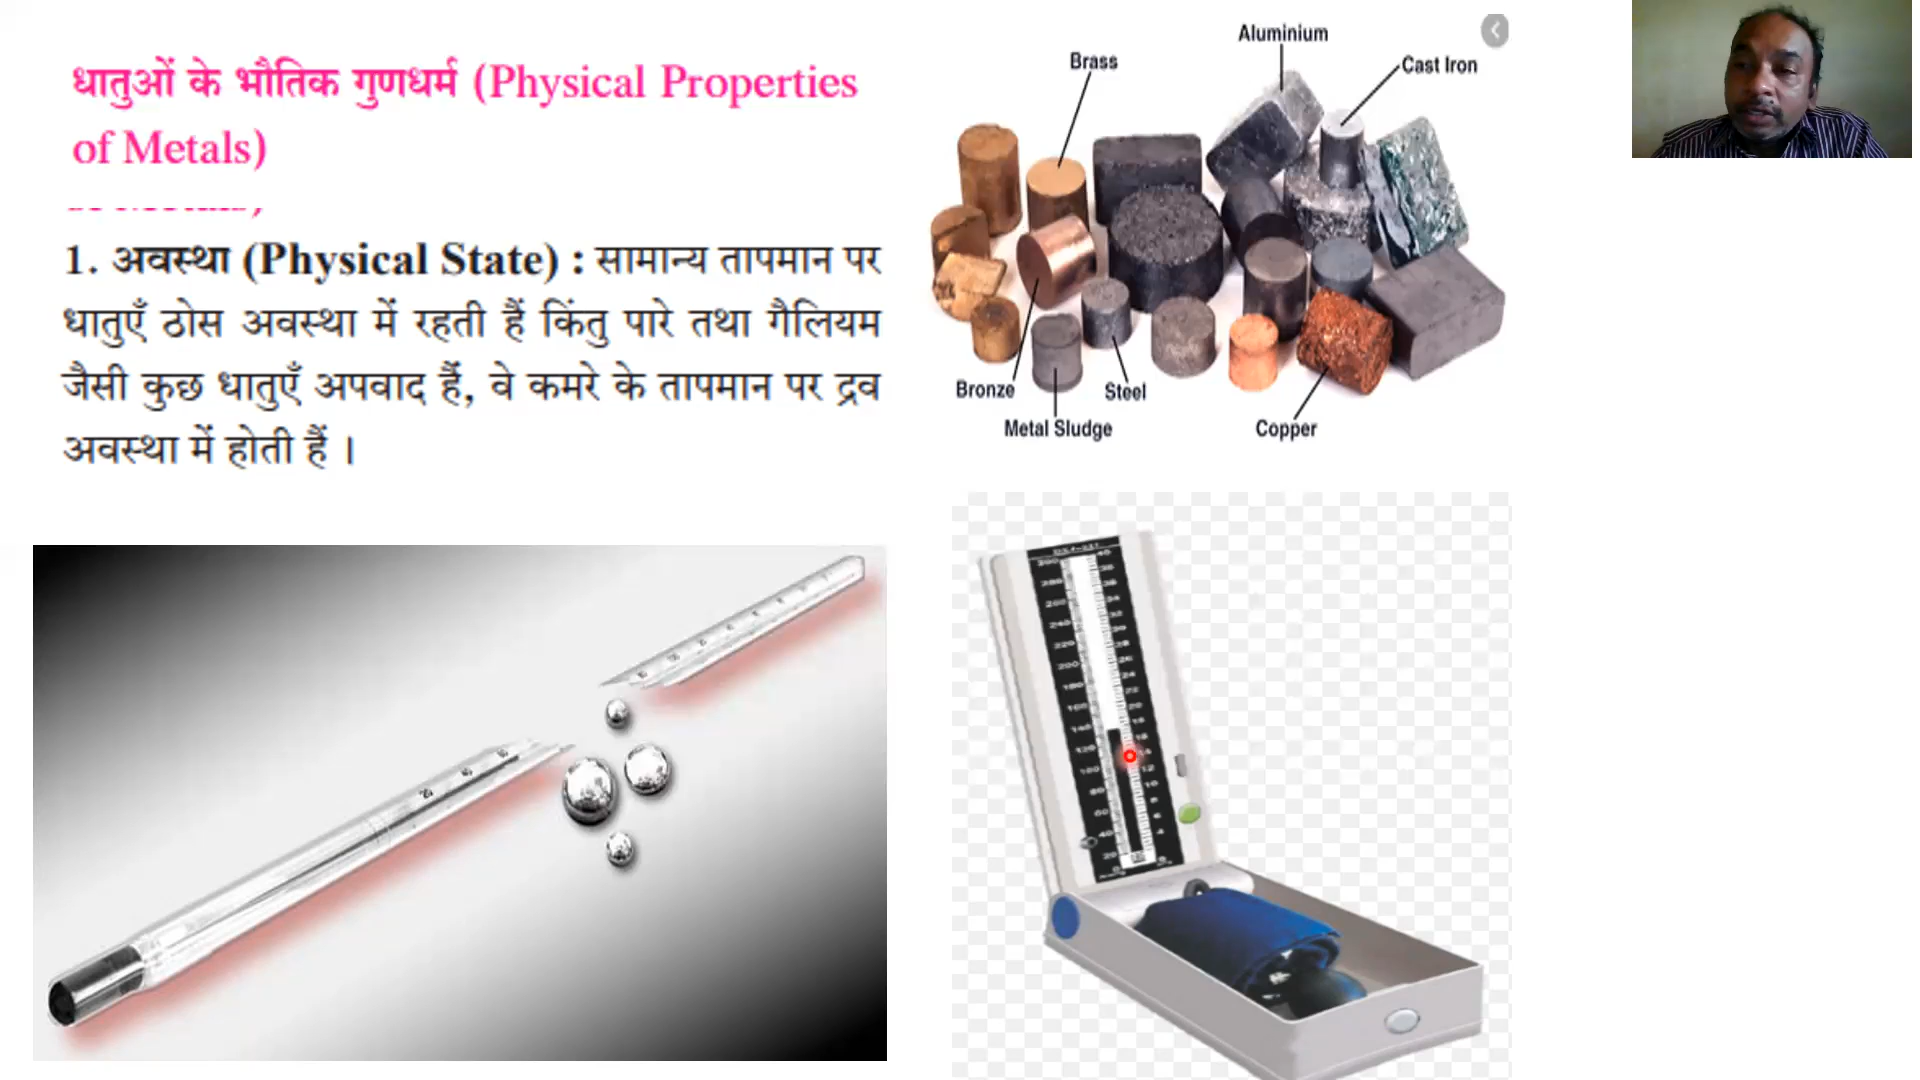 धातुओं के भौतिक गुणधर्म (Physical Properties
of Metals)
1. अवस्था (Physical State) : सामान्य तापमान पर
धातुएँ ठोस अवस्था में रहती हैं किंतु पारे तथा गैलियम
जैसी कुछ धातुएँ अपवाद हैं, वे कमरे के तापमान पर द्रव
अवस्था में होती हैं ।
Aluminium
Brass
Cast Iron
Bronze
Steel
Metal Sludge
Copper